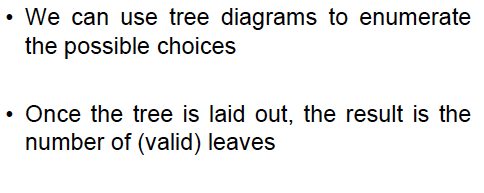 • We can use tree diagrams to enumerate
the possible choices
• Once the tree is laid out, the result is the
number of (valid) leaves